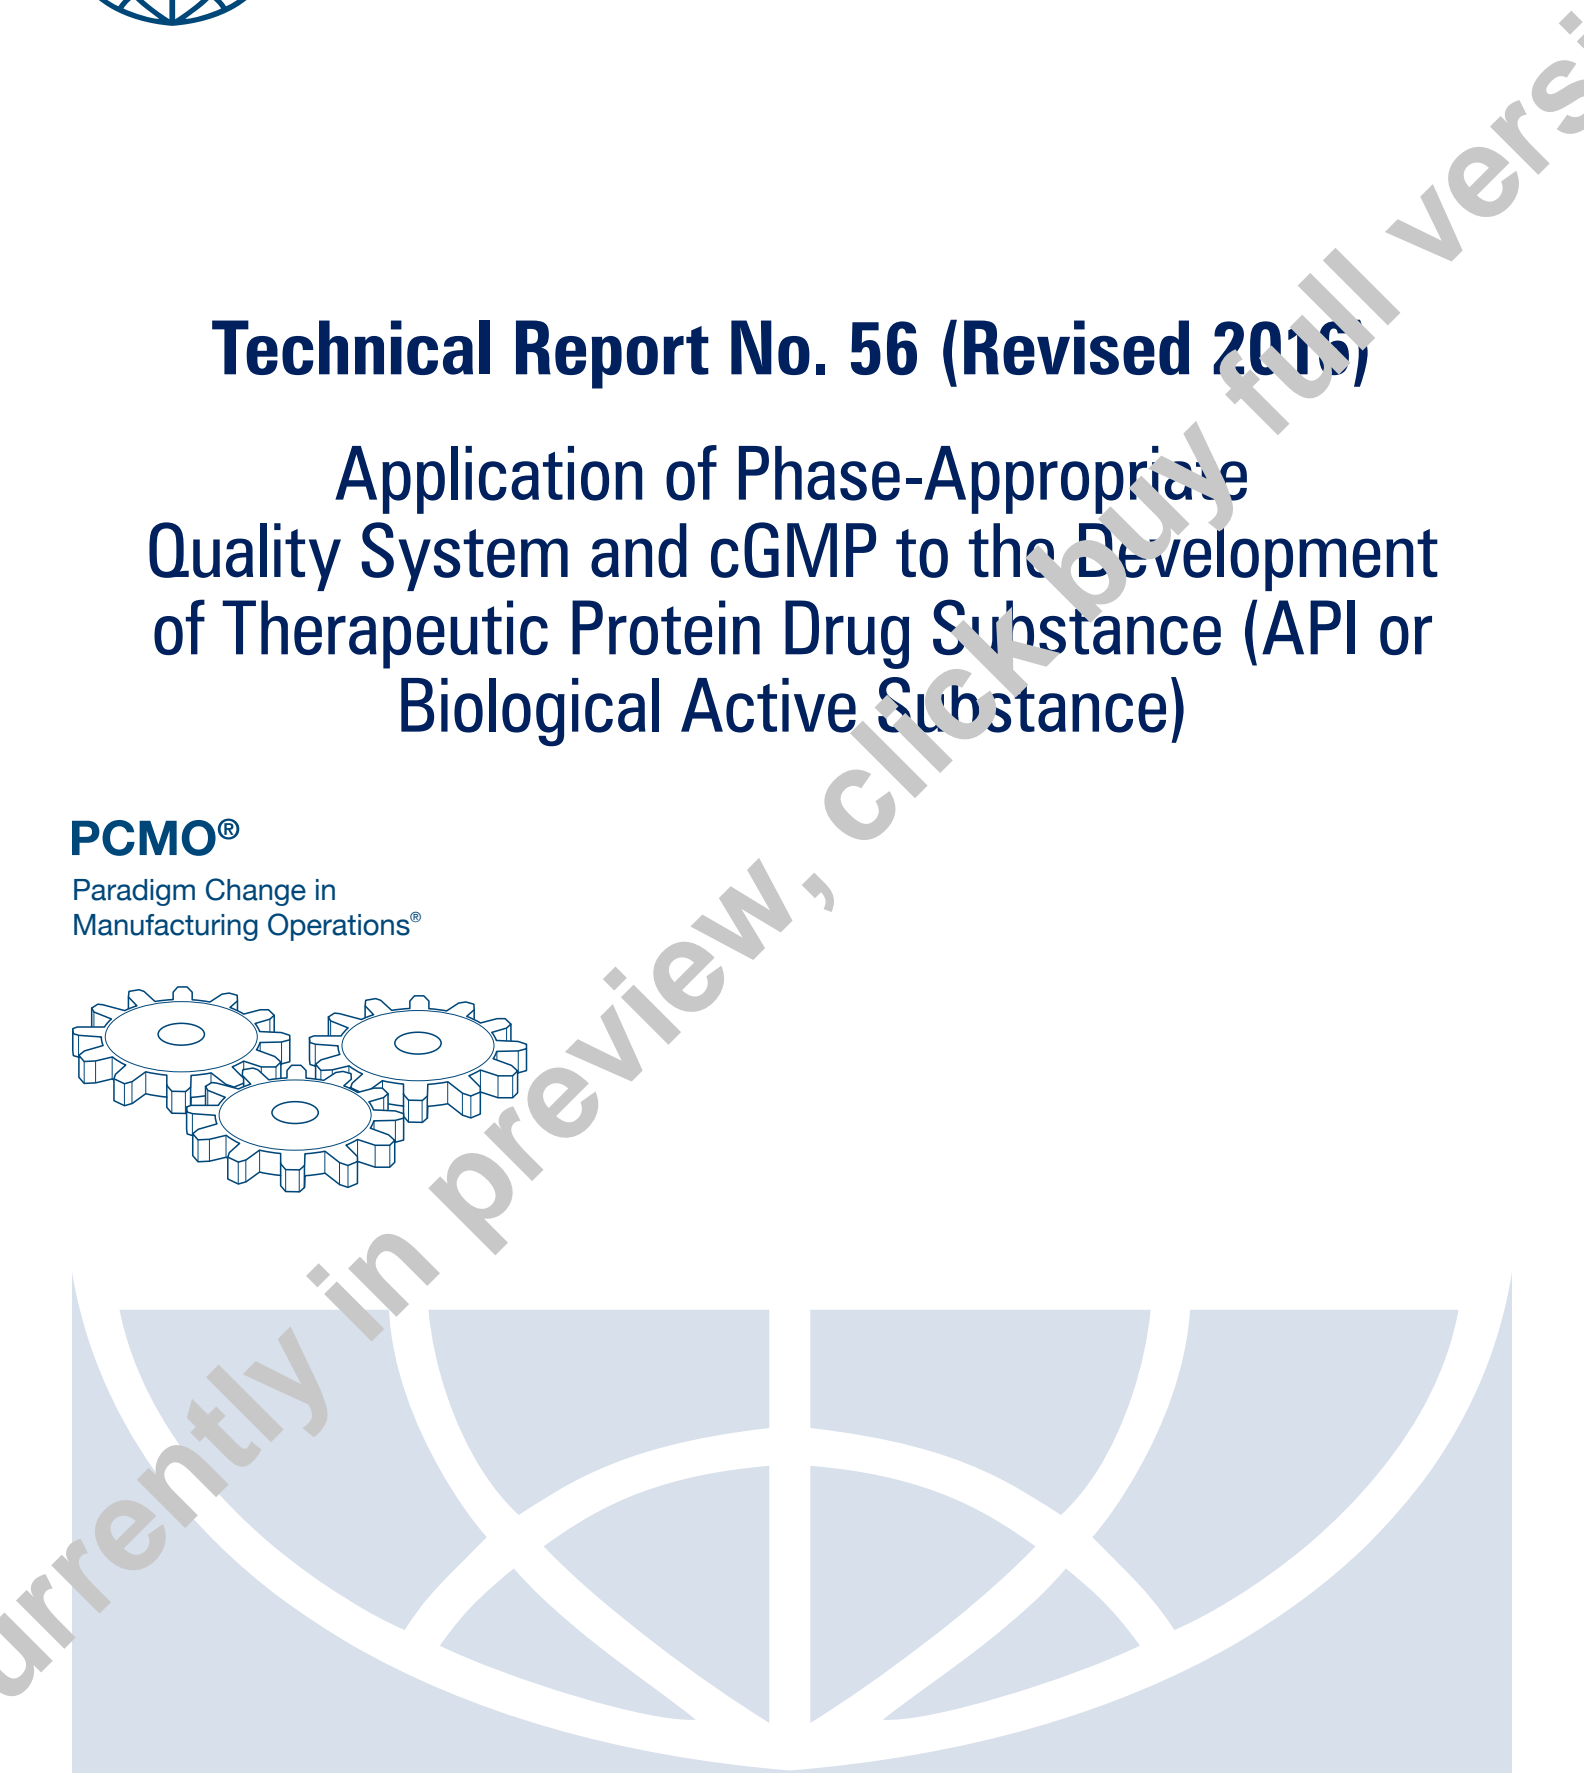 Technical Report No. 56 (Revised 2016)
Application of Phase-Appropriate
Quality System and cGMP to the Development
of Therapeutic Protein Drug Substance (API or
Biological Active Substance)
PCMO®
Paradigm Change in
Manufacturing Operations®
in preview, click buy full